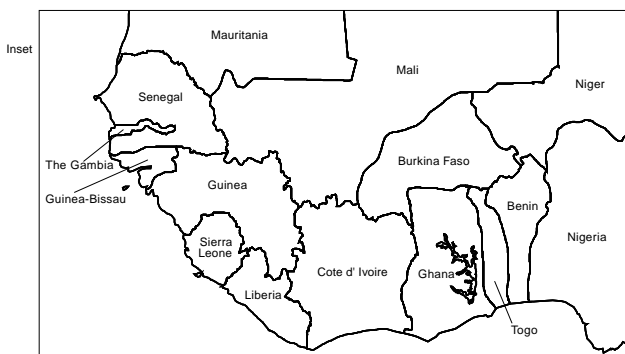 Mauritania
Inset
Mali
Niger
Senegal
The Gambia
Burkina Faso
Guinea
Guinea-Bissau
Benin
Sierra
Leone
Nigeria
Cote d' Ivoire
Ghana
Liberia
Togo